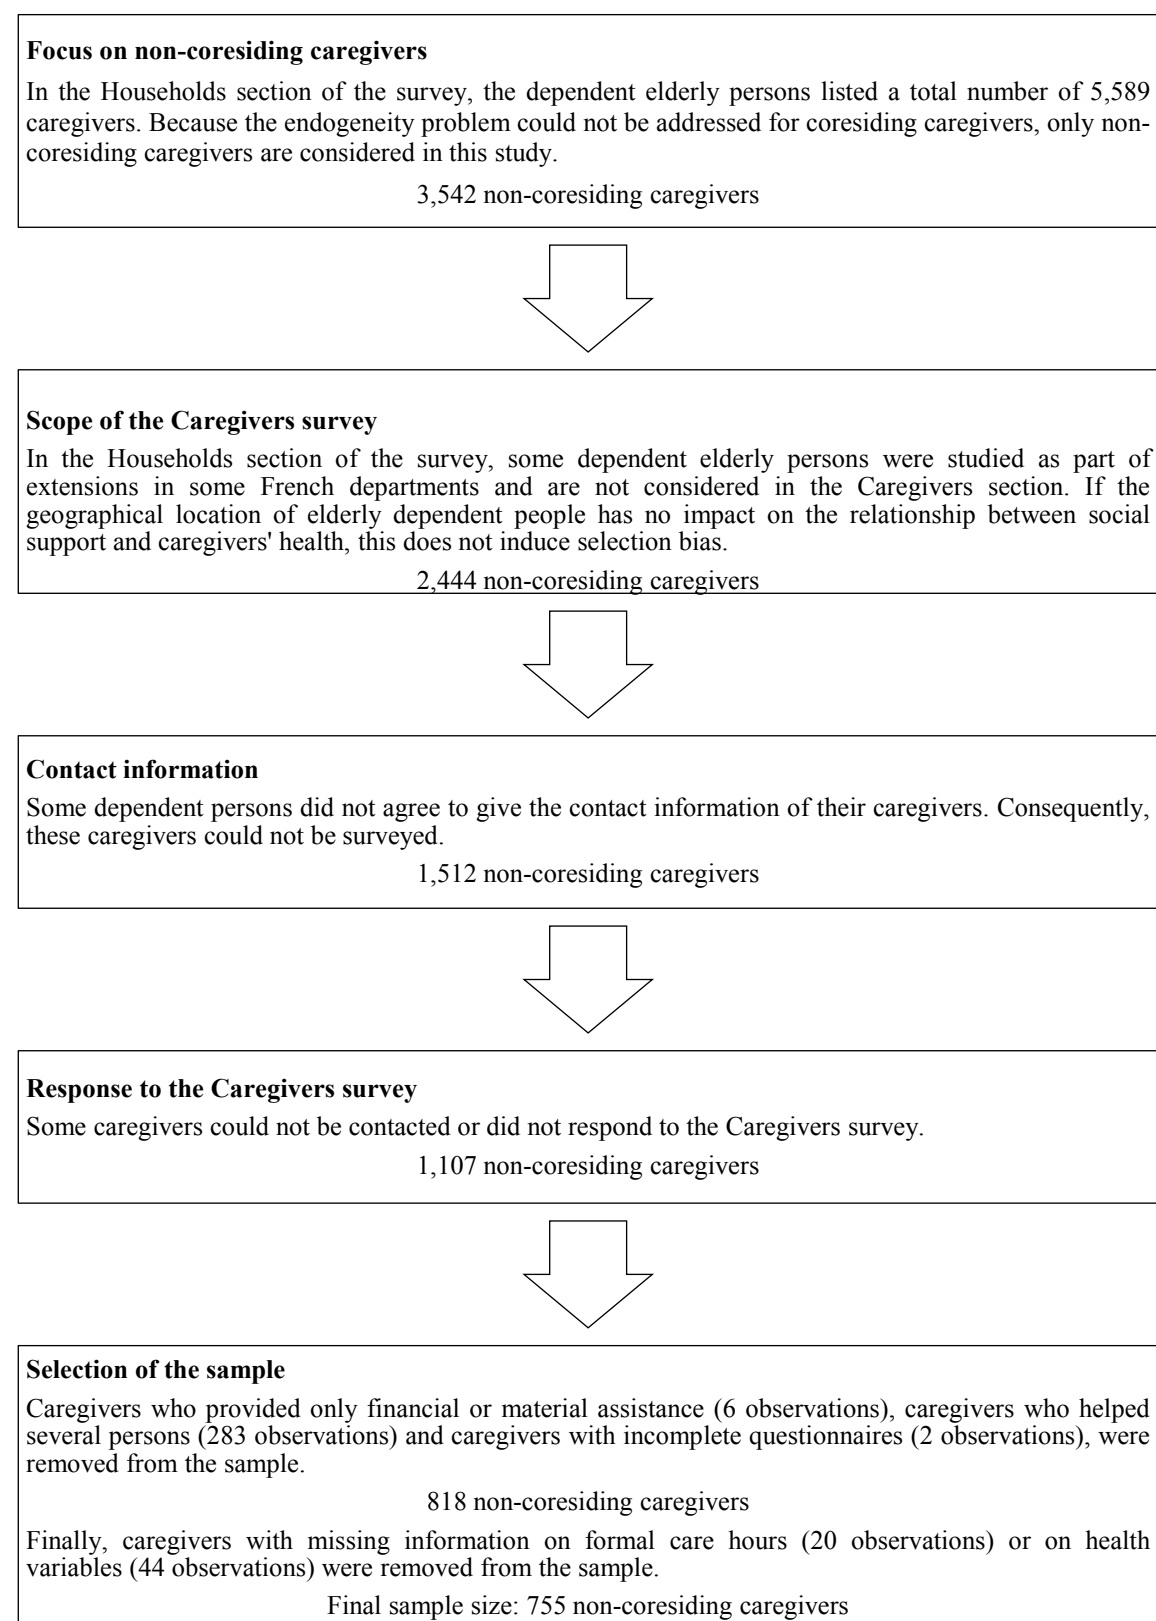 Focus on non-coresiding caregivers
In the Households section of the survey, the dependent elderly persons listed a total number of 5,589
caregivers. Because the endogeneity problem could not be addressed for coresiding caregivers, only non-
coresiding caregivers are considered in this study.
3,542 non-coresiding caregivers
Scope of the Caregivers survey
In the Households section of the survey, some dependent elderly persons were studied as part of
extensions in some French departments and are not considered in the Caregivers section. If the
geographical location of elderly dependent people has no impact on the relationship between social
support and caregivers' health, this does not induce selection bias.
2,444 non-coresiding caregivers
Contact information
Some dependent persons did not agree to give the contact information of their caregivers. Consequently,
these caregivers could not be surveyed.
1,512 non-coresiding caregivers
Response to the Caregivers survey
Some caregivers could not be contacted or did not respond to the Caregivers survey.
1,107 non-coresiding caregivers
Selection of the sample
Caregivers who provided only financial or material assistance (6 observations), caregivers who helped
several persons (283 observations) and caregivers with incomplete questionnaires (2 observations), were
removed from the sample.
818 non-coresiding caregivers
Finally, caregivers with missing information on formal care hours (20 observations) or on health
variables (44 observations) were removed from the sample.
Final sample size: 755 non-coresiding caregivers